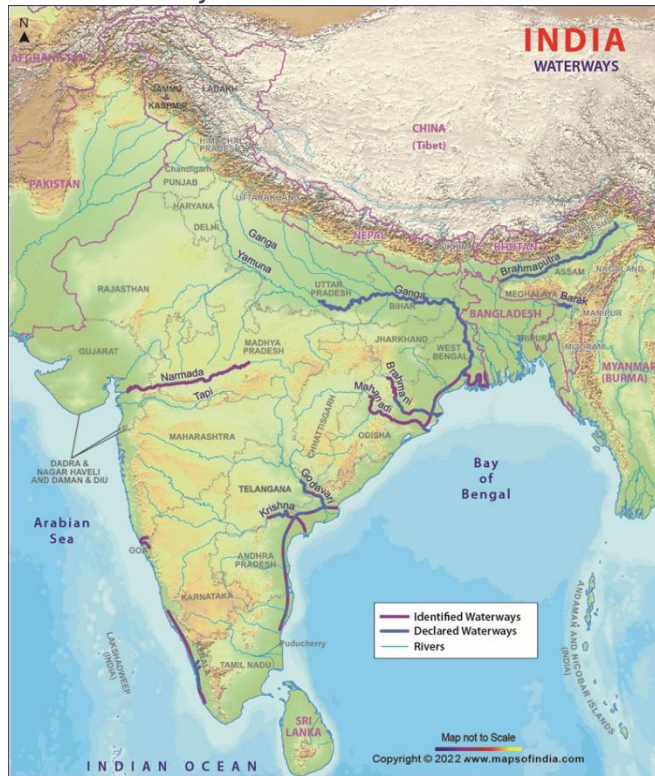 N
INDIA
WATERWAYS
AFGHANISTAN
JAMMU
&
KASHMIR
LADAKH
CHINA
(Tibet)
HIMACHAL
PRADESH
Chandigarh
PUNJAB
PAKISTAN
UTTARAKHAND
HARYANA
DELHI
NEPAL
SIKKIM
BHUTAN
Ganga
Yamuna
Brahmaputra
ASSAM
NAGALAND
RAJASTHAN
UTTAR
PRADESH
Ganga
BIHAR
MEGHALAYA
Barak
MANIPUR
BANGLADESH
GUJARAT
MADHYA
PRADESH
JHARKHAND
WEST
BENGAL
TRIPURA
MIZORAM
MYANMAR
(BURMA)
Narmada
Tapi
Brahmani
Mahanadi
CHHATTISGARH
MAHARASHTRA
ODISHA
DADRA &
NAGAR HAVELI
AND DAMAN & DIU
Bay
of
Bengal
TELANGANA
Godavari
Krishna
Arabian
Sea
GOA
ANDHRA
PRADESH
KARNATAKA
ANDAMAN AND NICOBAR ISLANDS
(INDIA)
LAKSHADWEEP
(INDIA)
Puducherry
KERALA
TAMIL NADU
Identified Waterways
Declared Waterways
Rivers
SRI
LANKA
Map not to Scale
Copyright © 2022 www.mapsofindia.com
INDIAN OCEAN